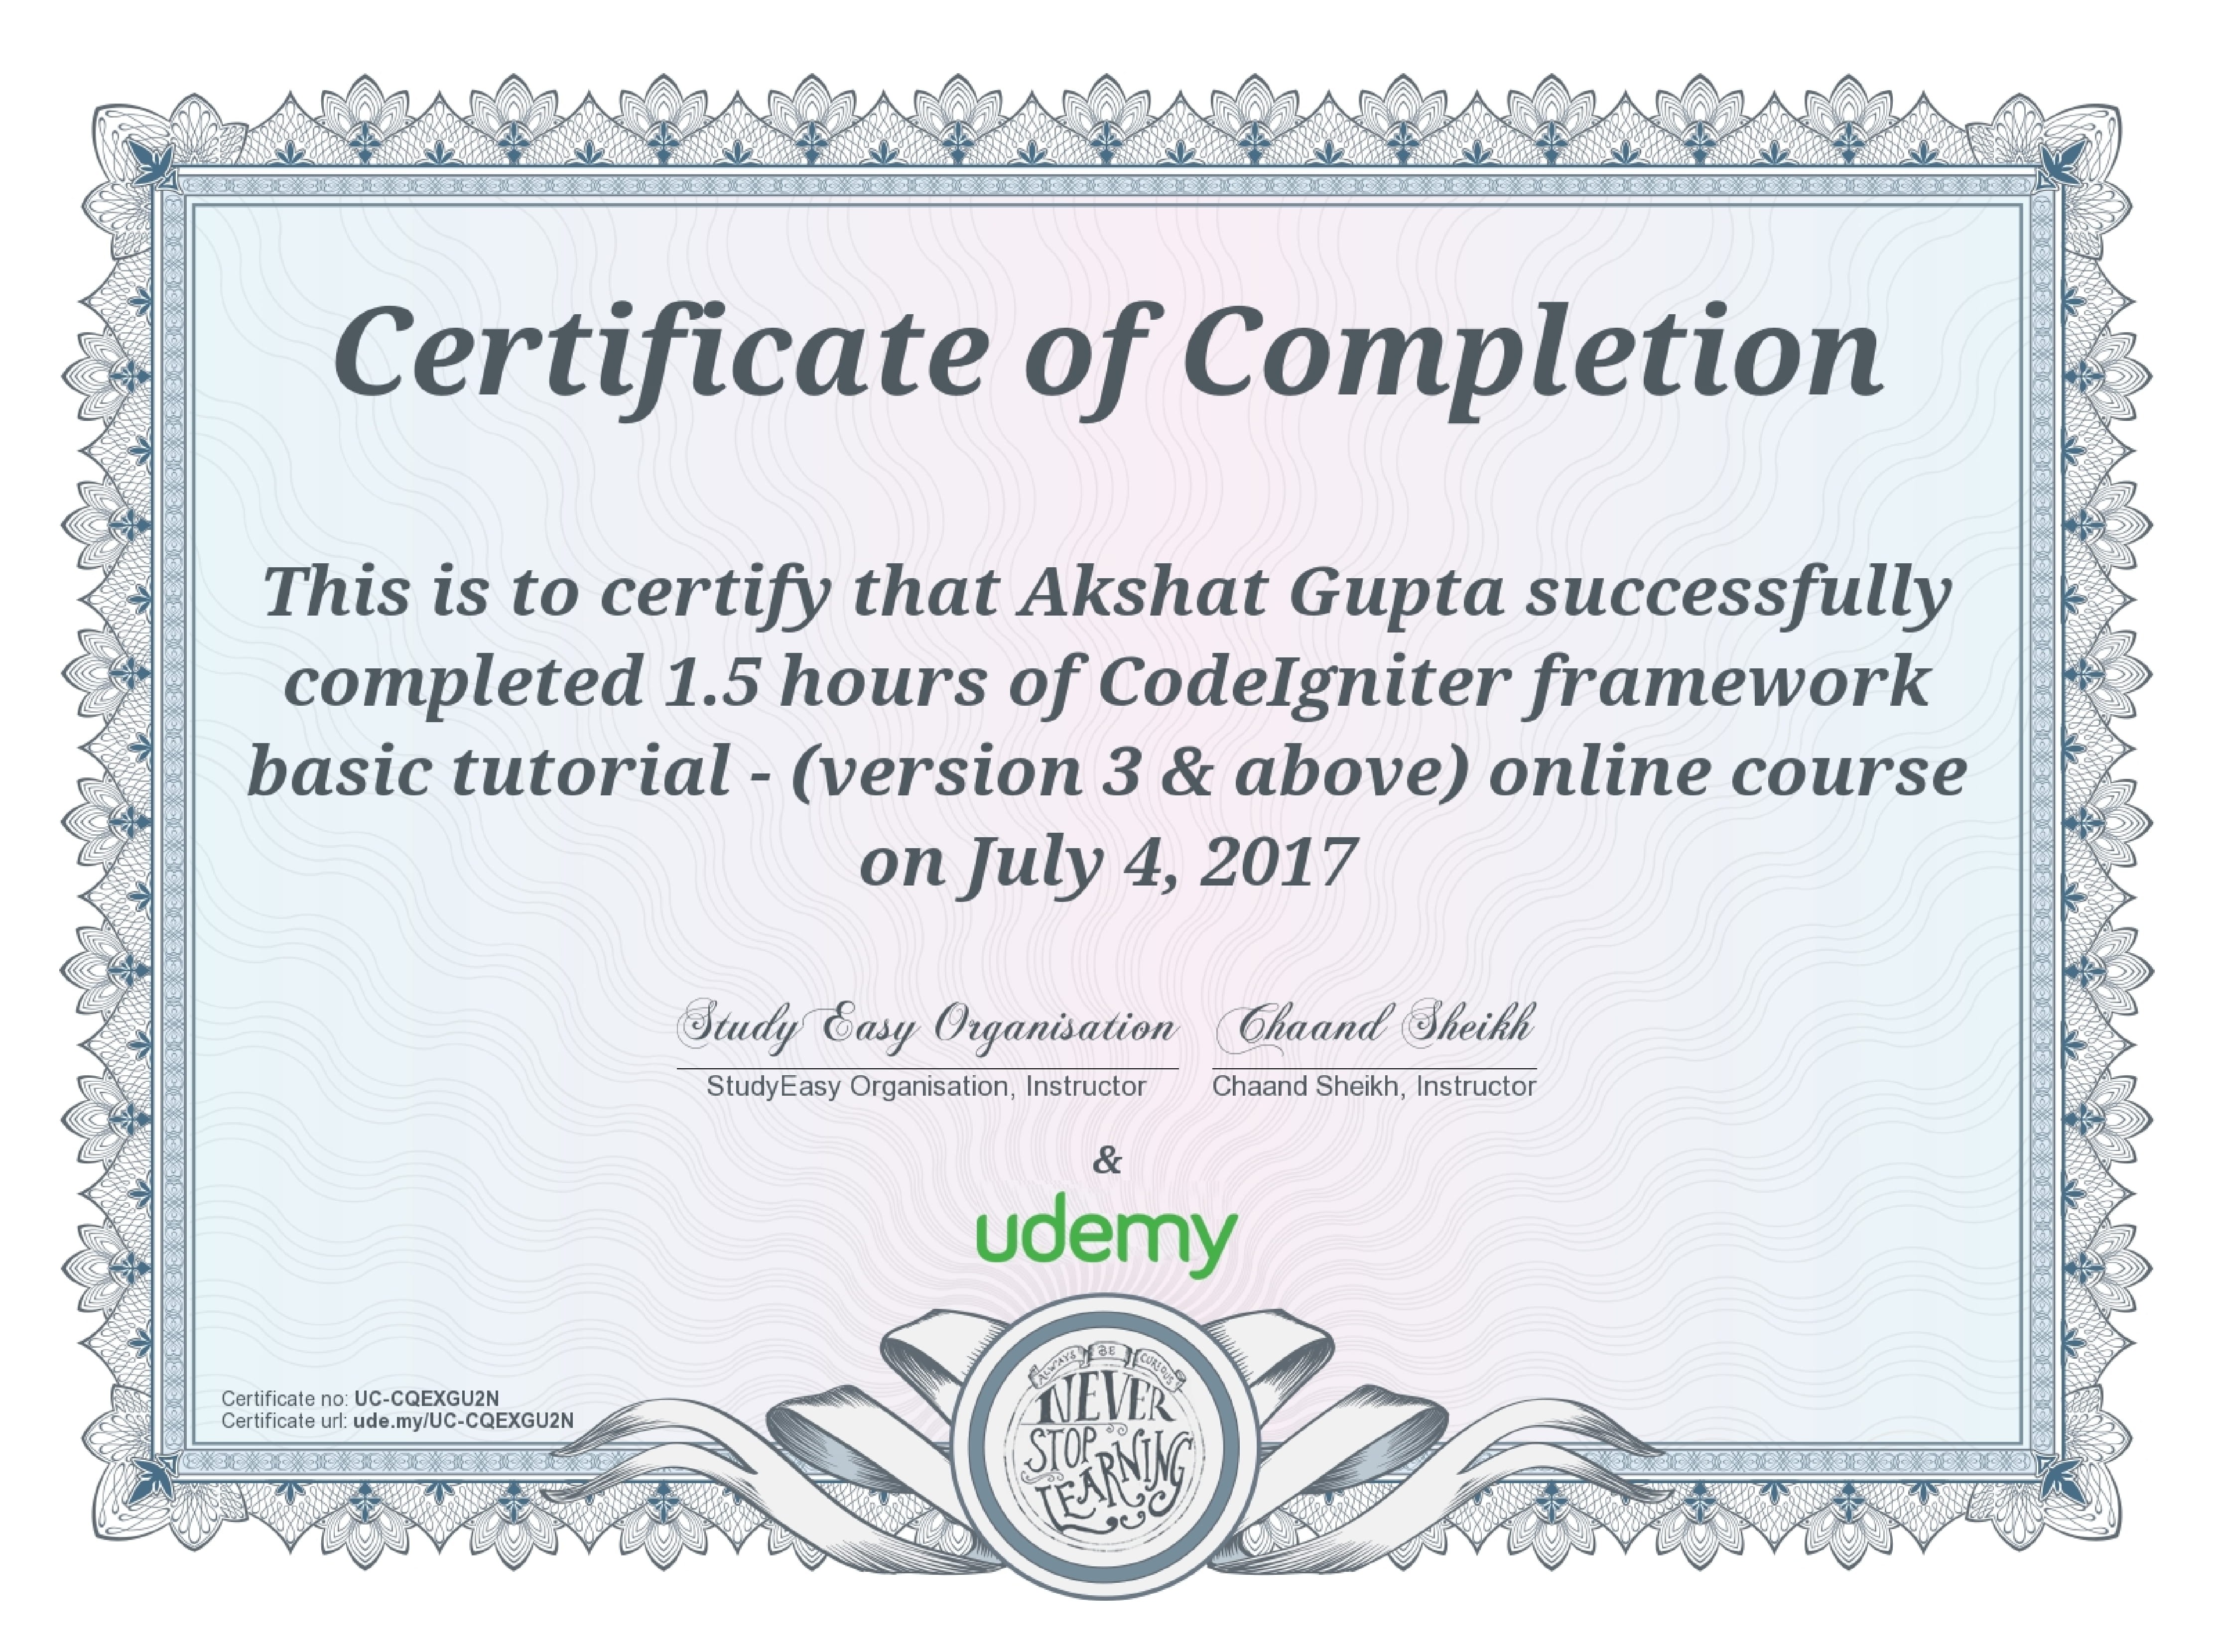 Certificate of Completion
This is to certify that Akshat Gupta successfully
completed 1.5 hours of CodeIgniter framework
basic tutorial - (version 3 & above) online course
on July 4, 2017
Study Easy Organisation Chaand Sheikh
StudyEasy Organisation, Instructor Chaand Sheikh, Instructor
&
udemy
Certificate no: UC-CQEXGU2N
Certificate url: ude.my/UC-CQEXGU2N
ALWAYS BE CURIOUS
NEVER
STOP
LEARNING